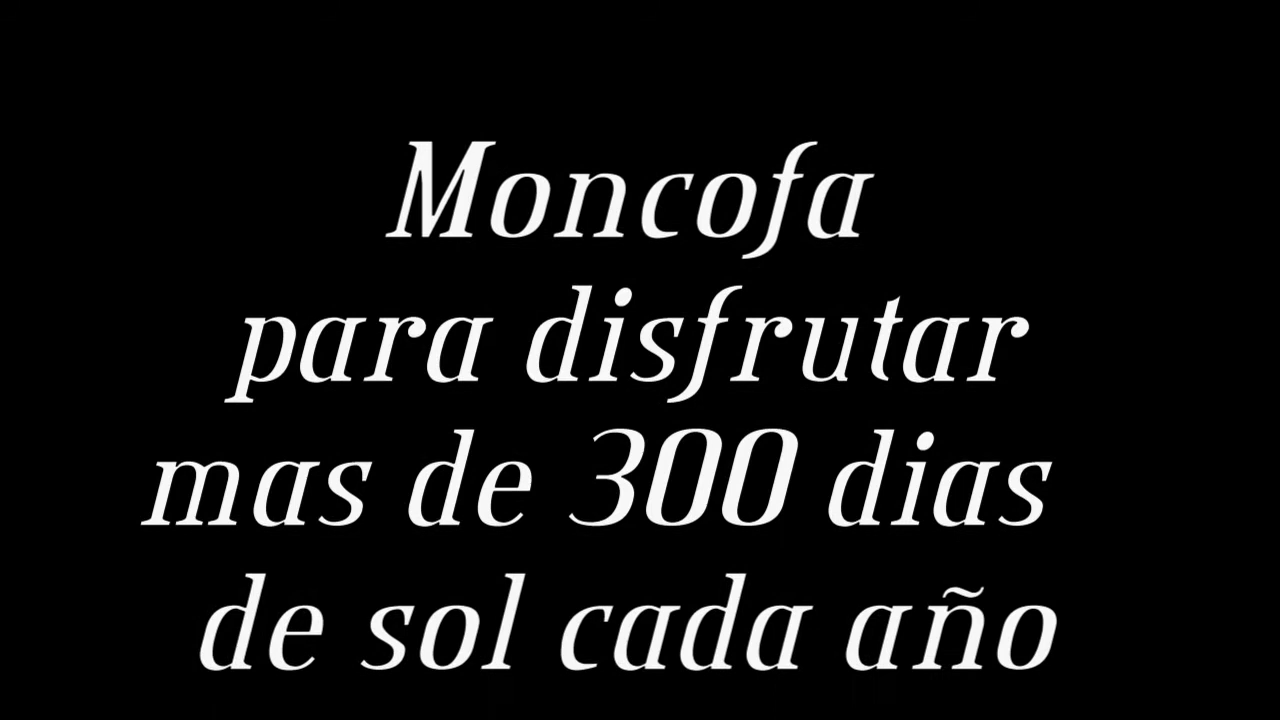 Moncofa
para disfrutar
mas de 300 dias
de sol cada año